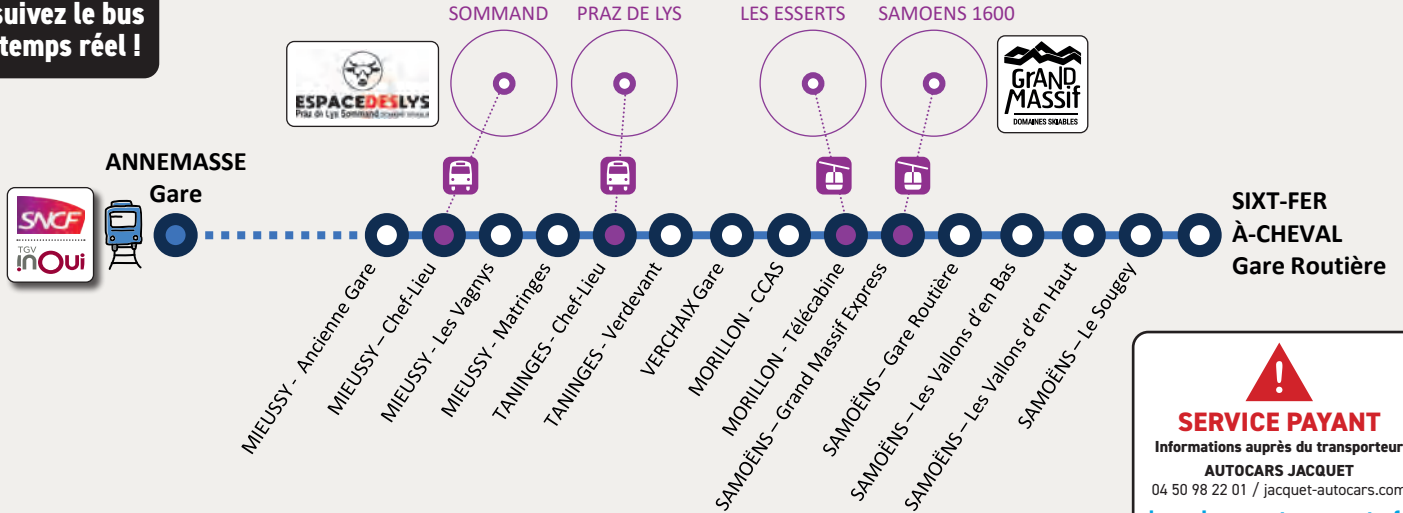 suivez le bus
temps réel !
SOMMAND
PRAZ DE LYS
LES ESSERTS
SAMOENS 1600
ESPACEDESLYS
Praz de Lys Sommand
GRAND
MASSIF
DOMAINES SKIABLES
ANNEMASSE
Gare
SNCF
TGV
inOui
SIXT-FER
À-CHEVAL
Gare Routière
MIEUSSY - Ancienne Gare
MIEUSSY – Chef-Lieu
MIEUSSY - Les Vagnys
MIEUSSY - Matringes
TANINGES - Chef-Lieu
TANINGES - Verdevant
VERCHAIX Gare
MORILLON - CCAS
MORILLON - Télécabine
SAMOËNS – Grand Massif Express
SAMOËNS – Gare Routière
SAMOËNS – Les Vallons d'en Bas
SAMOËNS – Les Vallons d'en Haut
SAMOËNS – Le Sougey
SERVICE PAYANT
Informations auprès du transporteur
AUTOCARS JACQUET
04 50 98 22 01 / jacquet-autocars.com